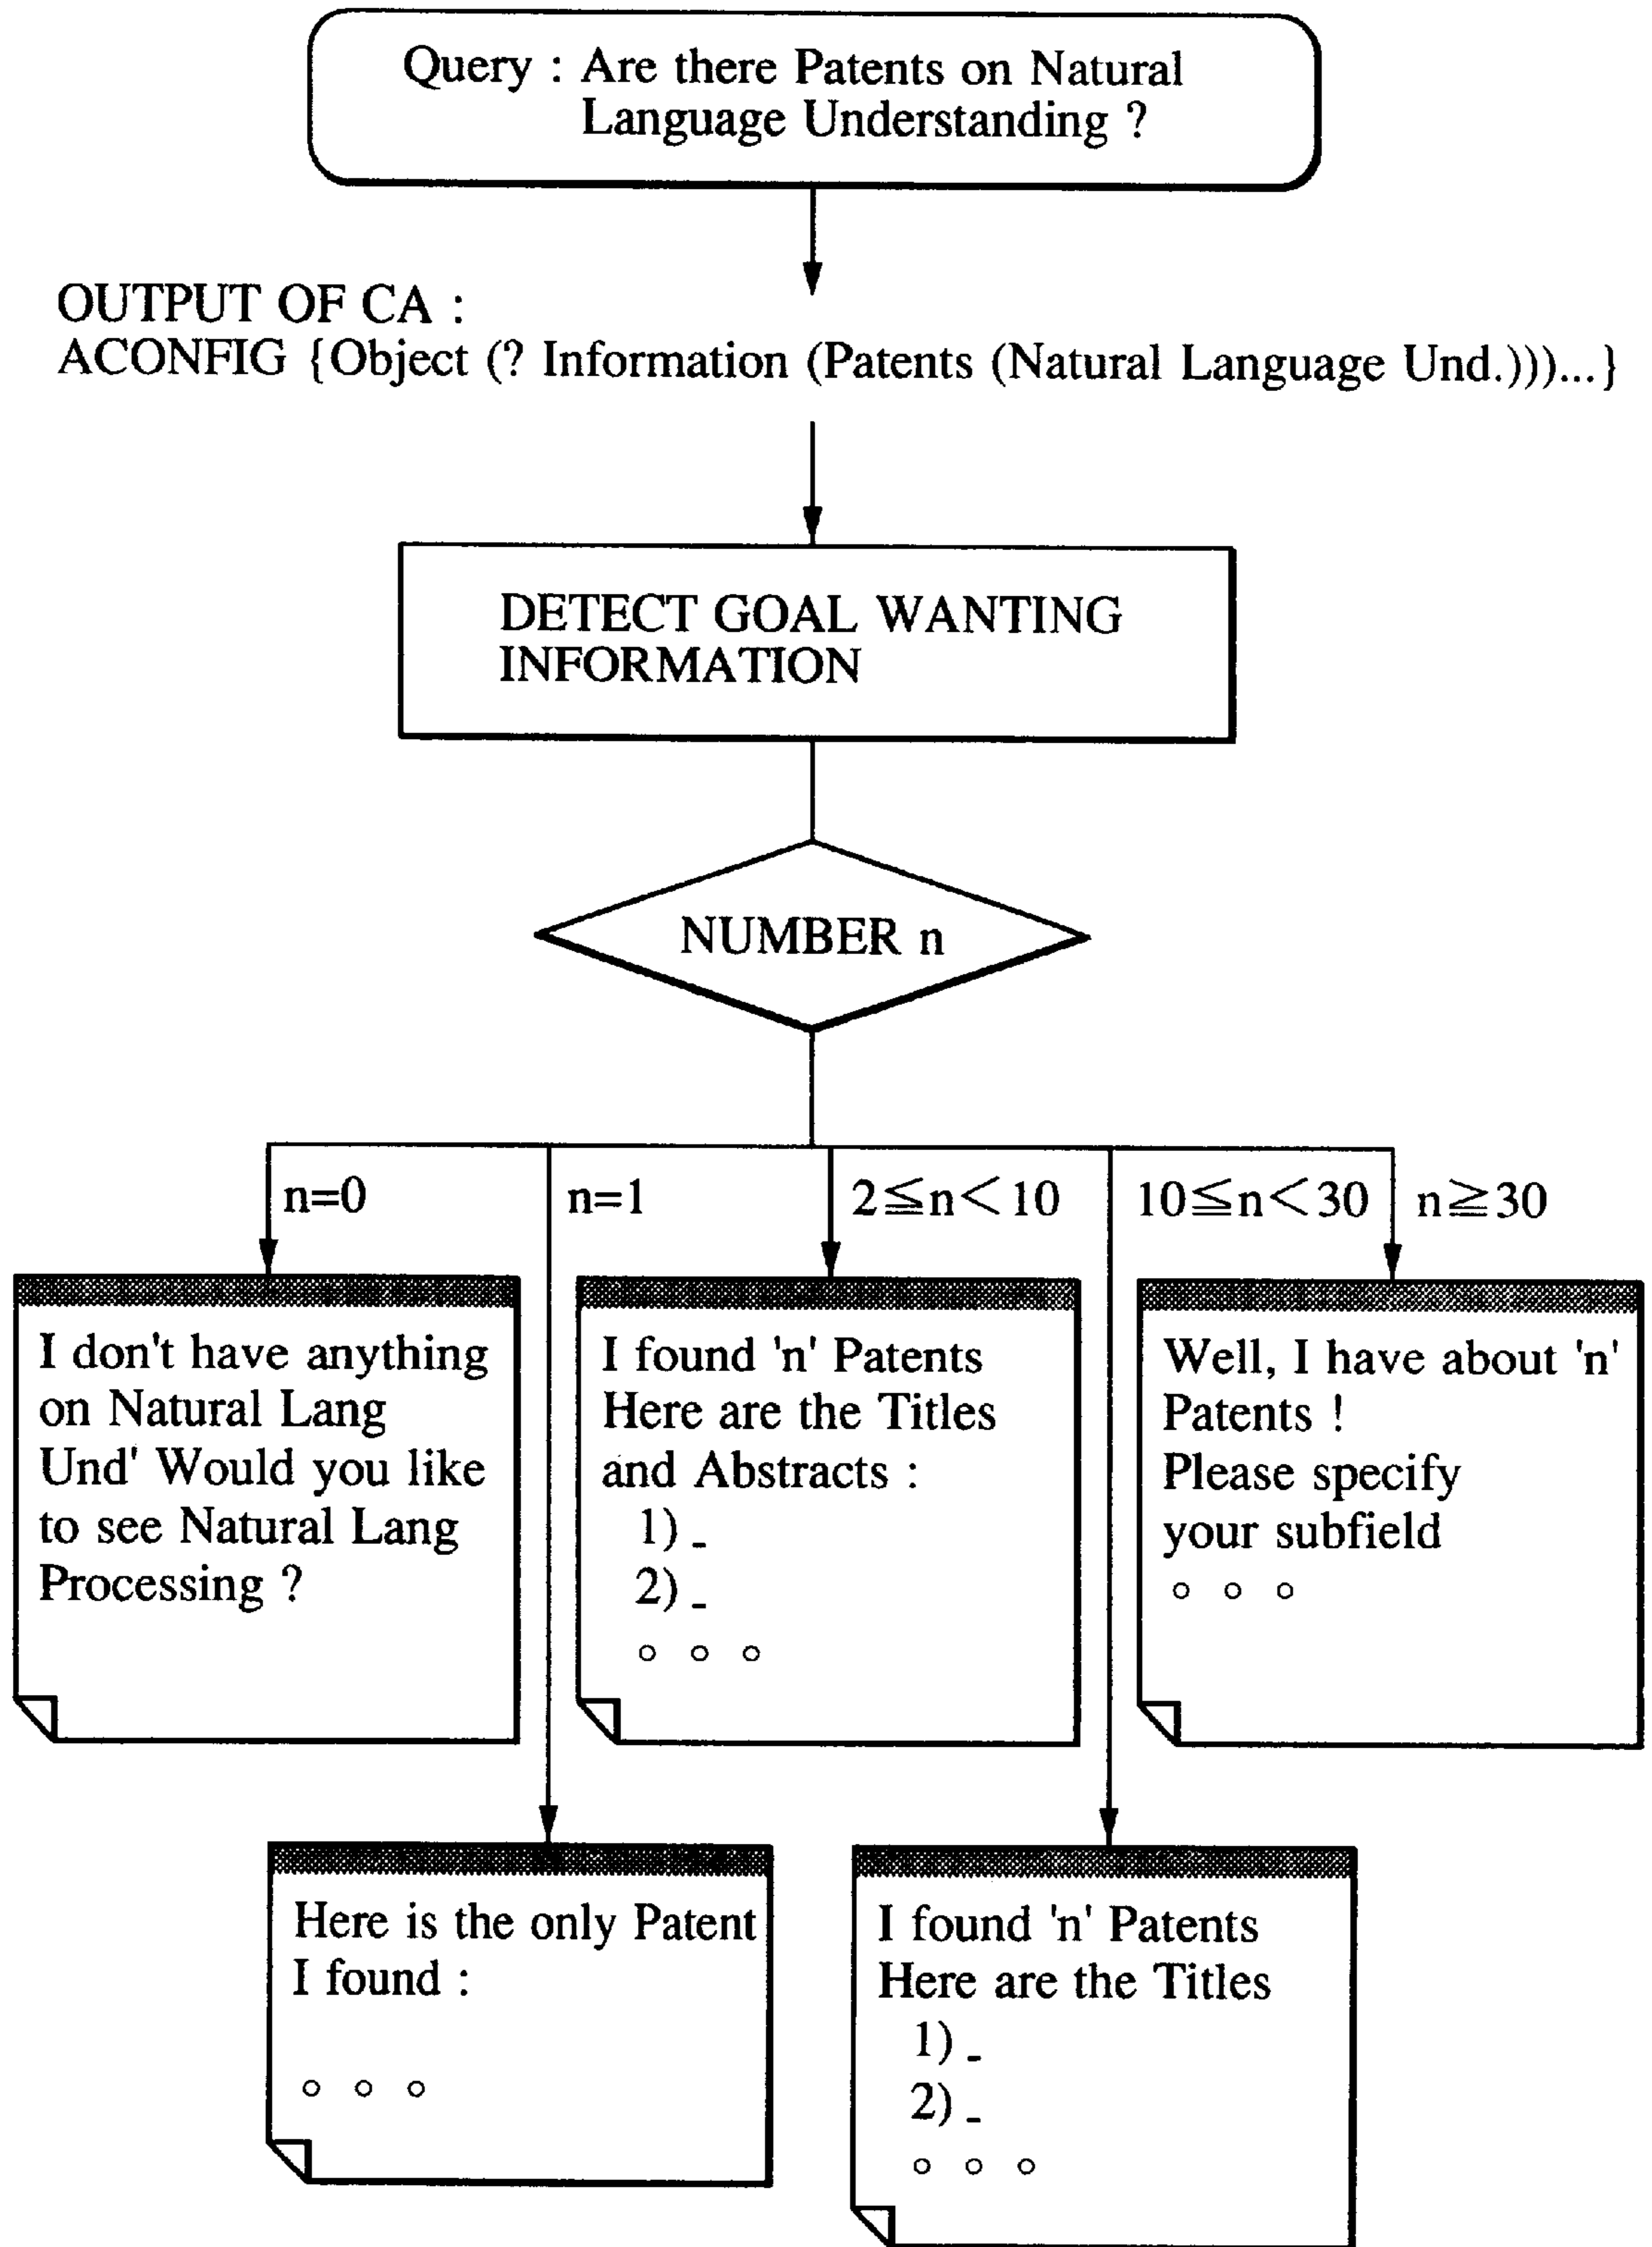 Query : Are there Patents on Natural
Language Understanding ?
OUTPUT OF CA :
ACONFIG {Object (? Information (Patents (Natural Language Und.)))...}
DETECT GOAL WANTING
INFORMATION
NUMBER n
n=0
n=1
2≦n<10
10≦n<30
n≧30
I don't have anything
on Natural Lang
Und' Would you like
to see Natural Lang
Processing ?
I found 'n' Patents
Here are the Titles
and Abstracts :
1) _
2) _
° ° °
Well, I have about 'n'
Patents !
Please specify
your subfield
° ° °
Here is the only Patent
I found :
° ° °
I found 'n' Patents
Here are the Titles
1) _
2) _
° ° °